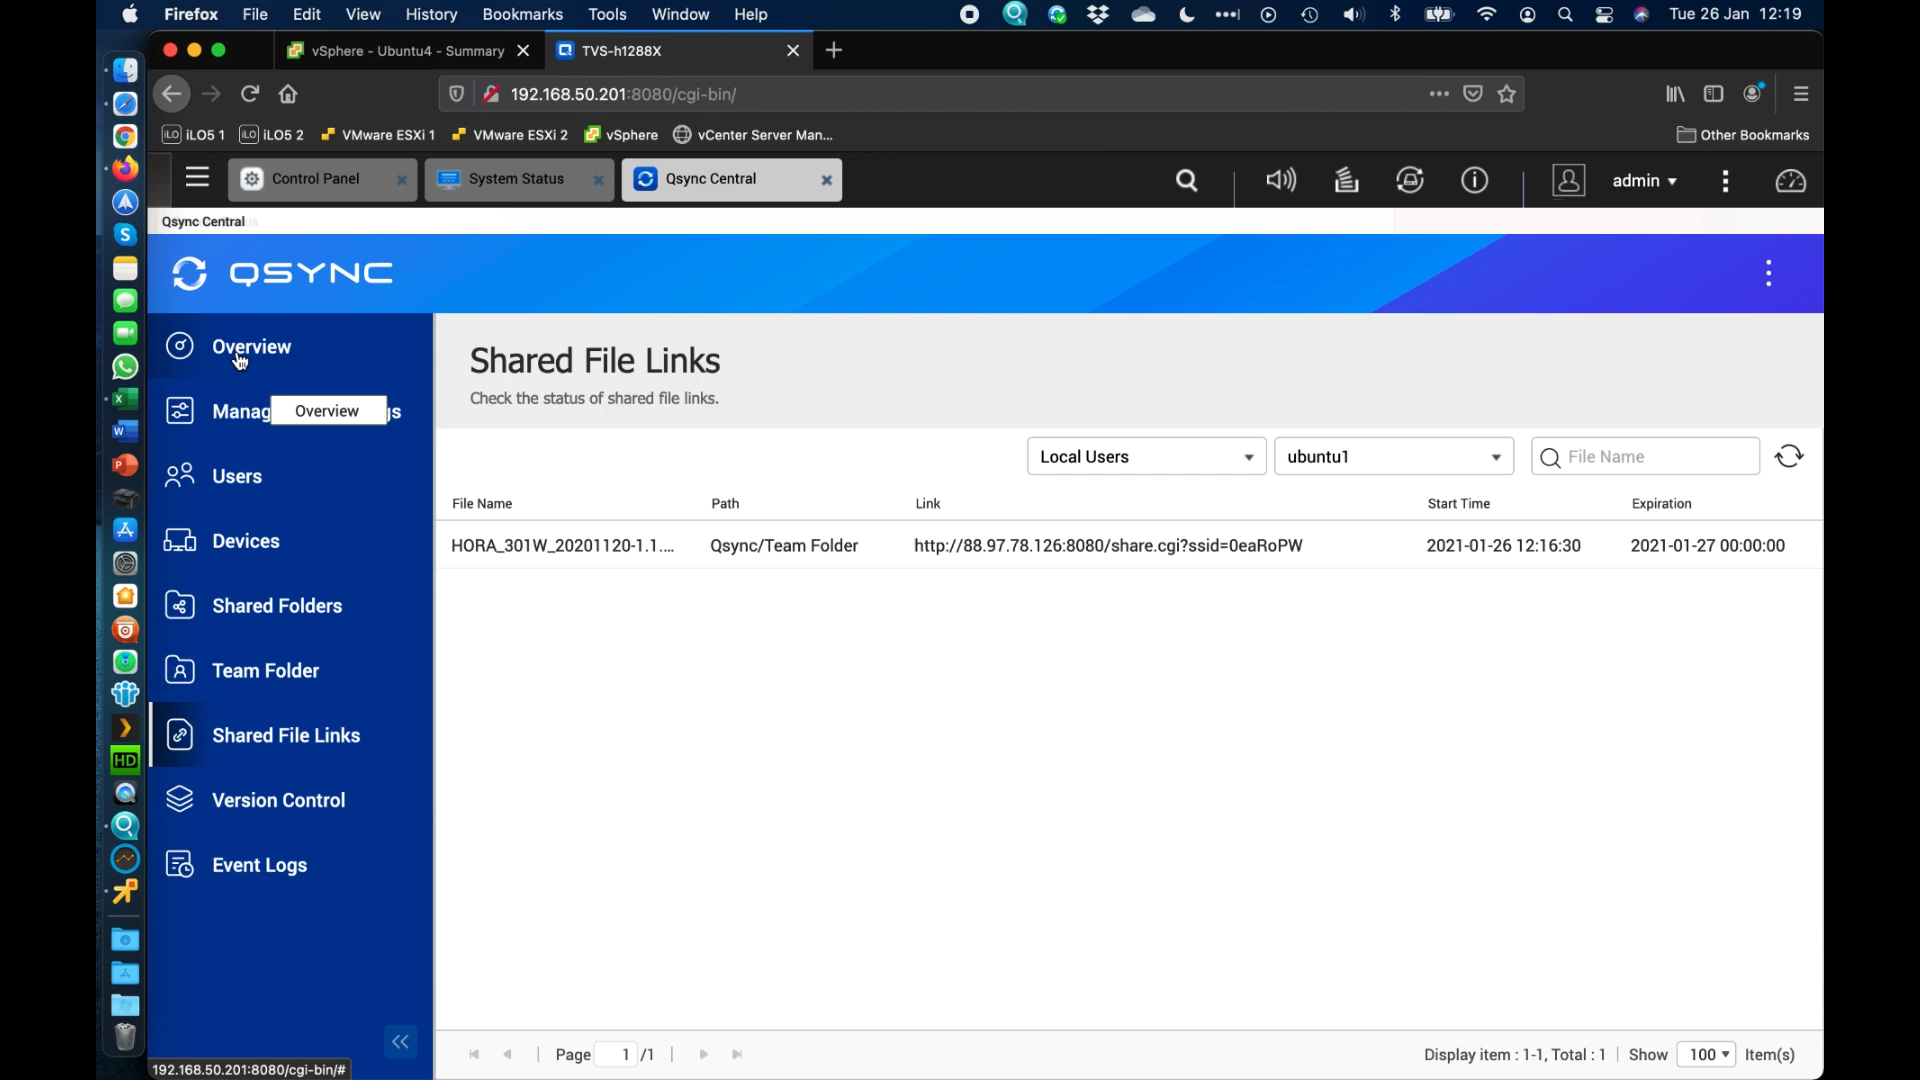 Firefox File Edit View History Bookmarks Tools Window Help Tue 26 Jan 12:19
vSphere - Ubuntu4 - Summary TVS-h1288X
192.168.50.201:8080/cgi-bin/
iLO iLO5 1 iLO iLO5 2 VMware ESXi 1 VMware ESXi 2 vSphere vCenter Server Man... Other Bookmarks
Control Panel System Status Qsync Central admin
Qsync Central
QSYNC
Overview
Manag
Overview
Users
Devices
Shared Folders
Team Folder
Shared File Links
Version Control
Event Logs
Shared File Links
Check the status of shared file links.
Local Users ubuntu1 File Name
File Name Path Link Start Time Expiration
HORA_301W_20201120-1.1.... Qsync/Team Folder http://88.97.78.126:8080/share.cgi?ssid=0eaRoPW 2021-01-26 12:16:30 2021-01-27 00:00:00
Page 1 /1 Display item : 1-1, Total : 1 Show 100 Item(s)
192.168.50.201:8080/cgi-bin/#
S
X
W
P
HD